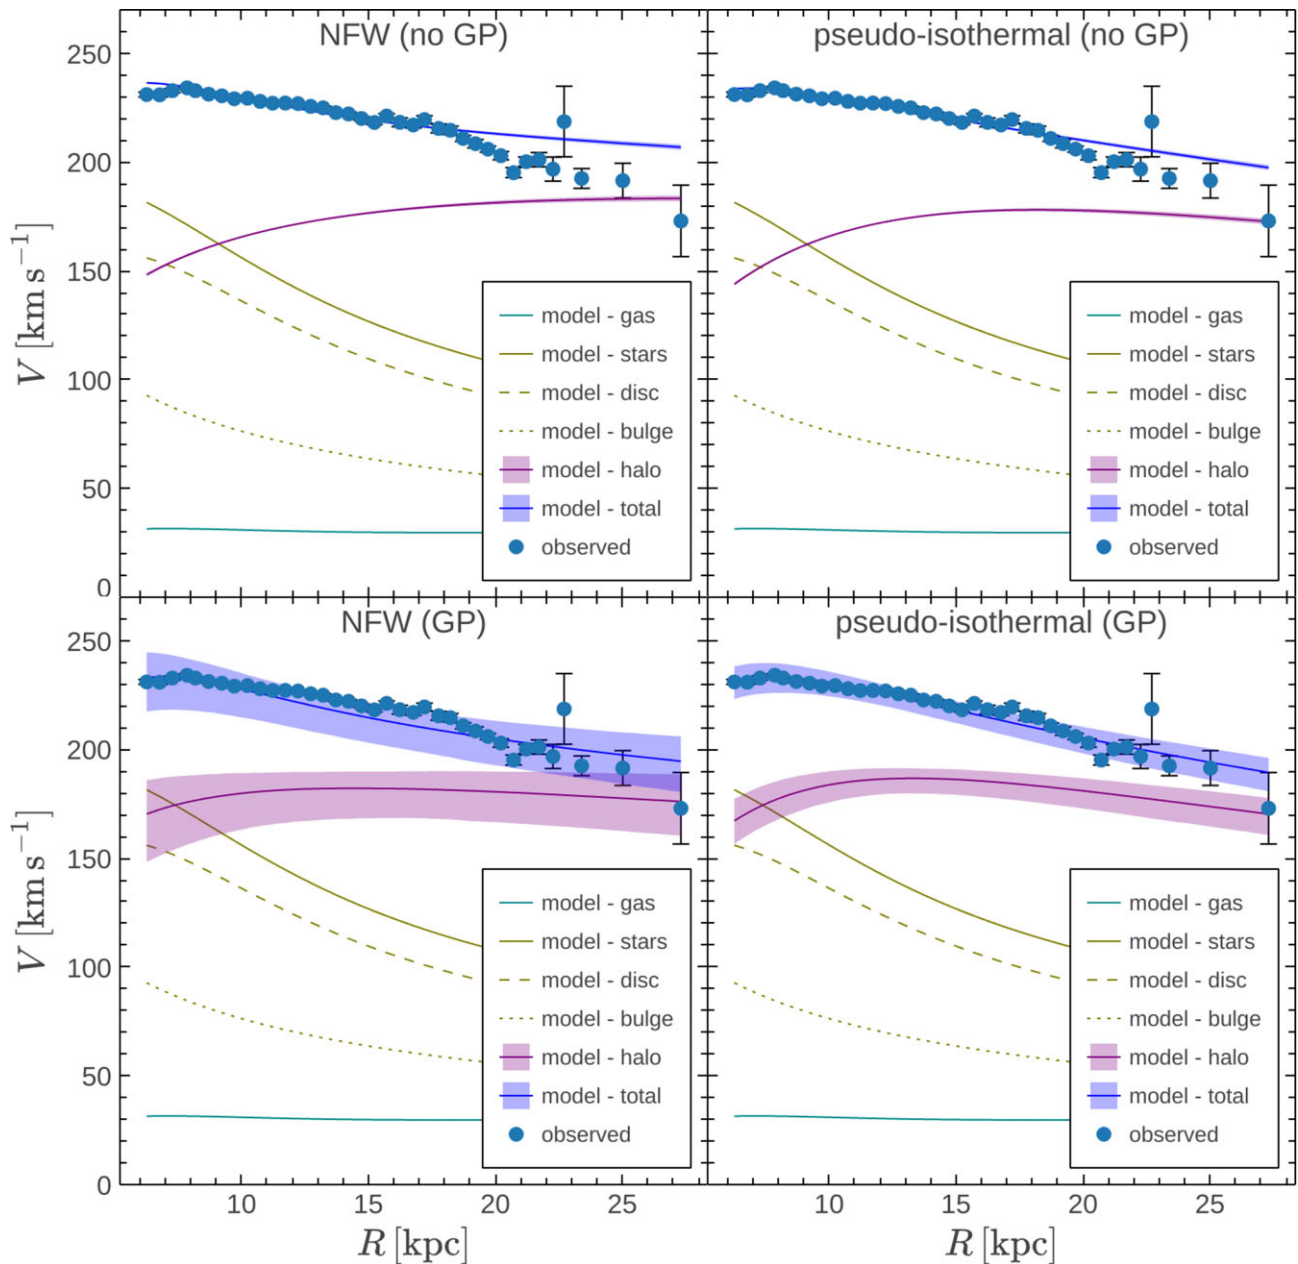 NFW (no GP)
pseudo-isothermal (no GP)
250
200
150
100
50
0
V [km s⁻¹]
model - gas
model - stars
model - disc
model - bulge
model - halo
model - total
observed
model - gas
model - stars
model - disc
model - bulge
model - halo
model - total
observed
NFW (GP)
pseudo-isothermal (GP)
250
200
150
100
50
0
V [km s⁻¹]
model - gas
model - stars
model - disc
model - bulge
model - halo
model - total
observed
model - gas
model - stars
model - disc
model - bulge
model - halo
model - total
observed
10 15 20 25
10 15 20 25
R [kpc]
R [kpc]